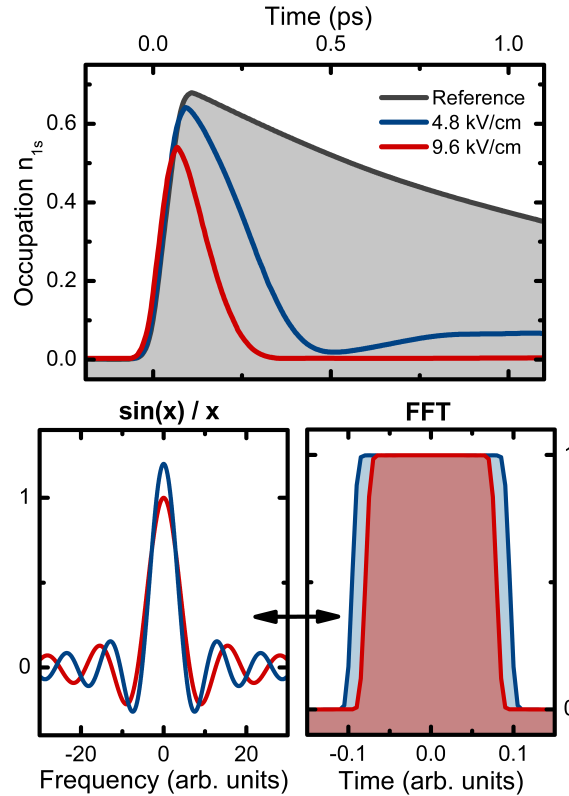 Time (ps)
0.0 0.5 1.0
Occupation n1s
0.6
0.4
0.2
0.0
Reference
4.8 kV/cm
9.6 kV/cm
sin(x) / x
FFT
1
0
1
0
-20 0 20
-0.1 0.0 0.1
Frequency (arb. units)
Time (arb. units)